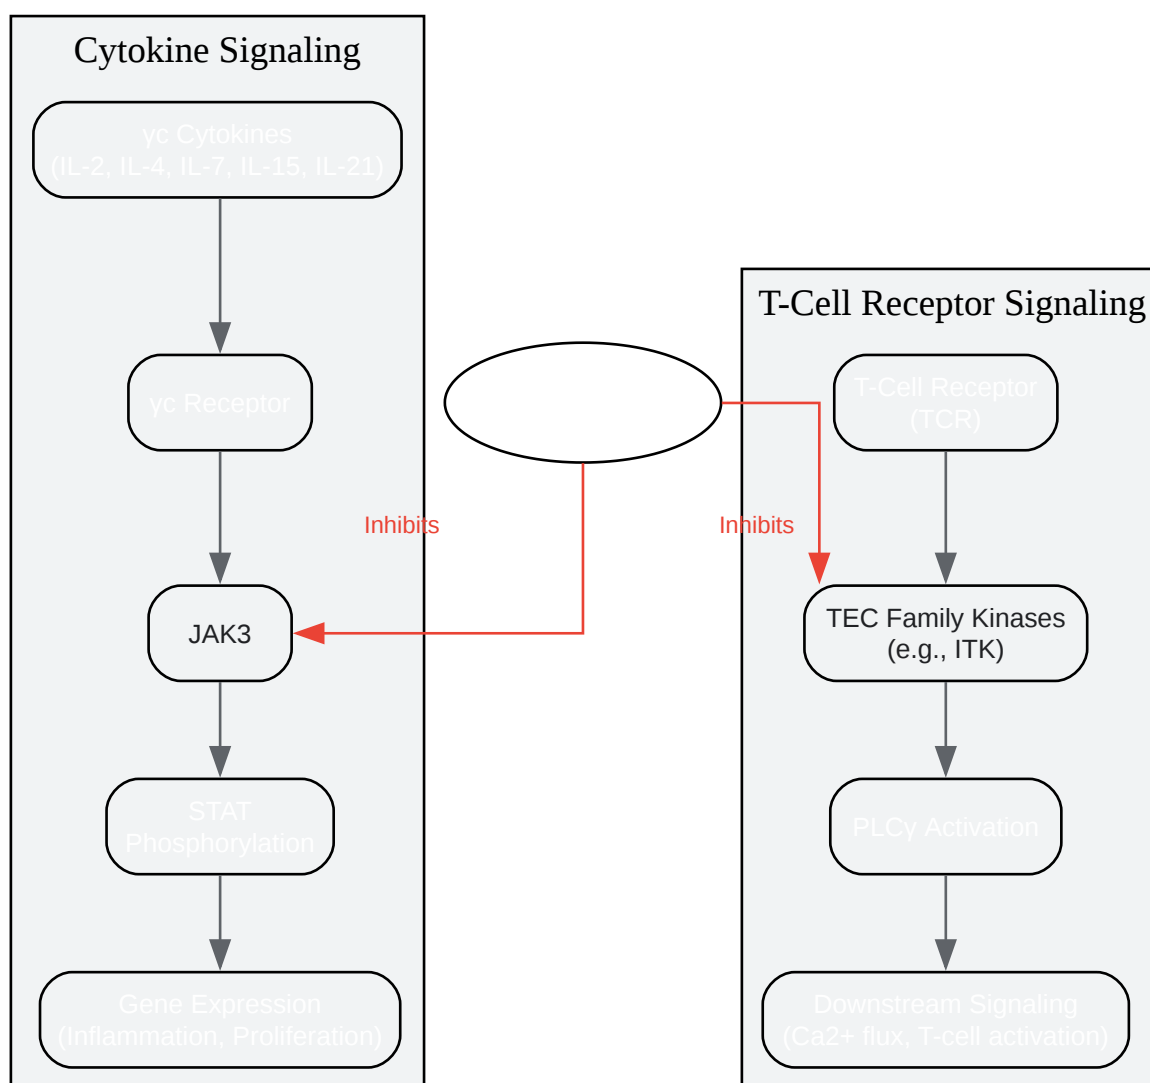 Cytokine Signaling
γc Cytokines
(IL-2, IL-4, IL-7, IL-15, IL-21)
γc Receptor
Inhibits
JAK3
STAT
Phosphorylation
Gene Expression
(Inflammation, Proliferation)
T-Cell Receptor Signaling
T-Cell Receptor
(TCR)
Inhibits
TEC Family Kinases
(e.g., ITK)
PLCγ Activation
Downstream Signaling
(Ca2+ flux, T-cell activation)